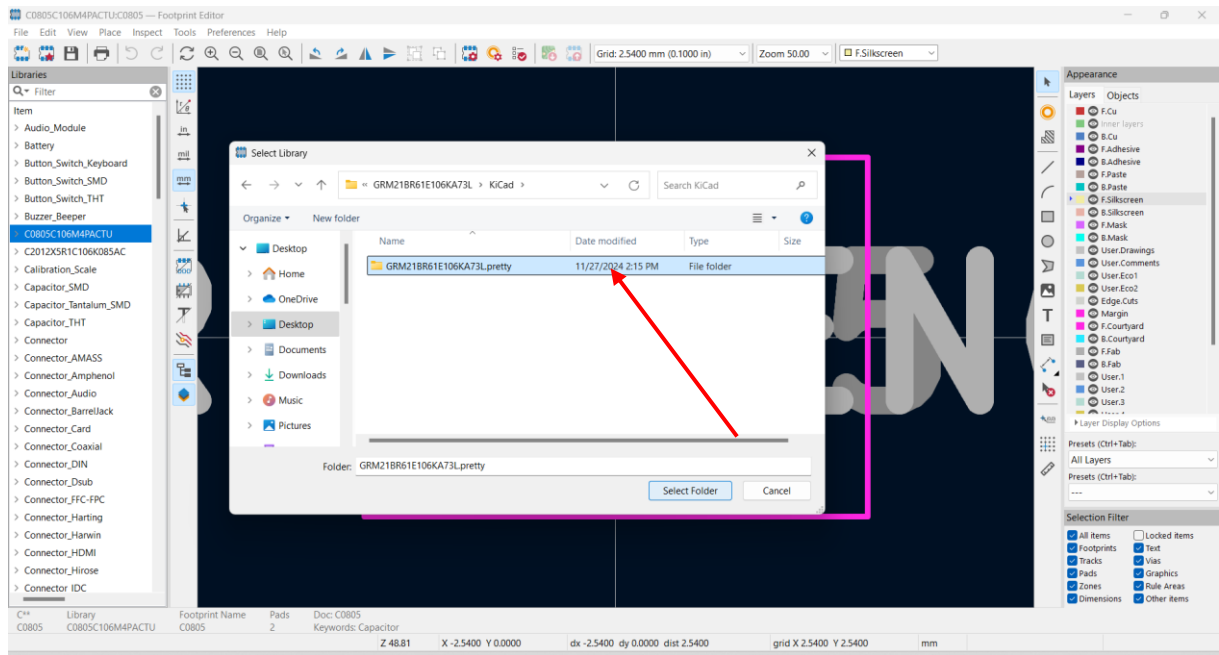 C0805C106M4PACTU:C0805 — Footprint Editor
File Edit View Place Inspect Tools Preferences Help
Grid: 2.5400 mm (0.1000 in) Zoom 50.00 F.Silkscreen
Libraries
Filter
Item
> Audio_Module
> Battery
> Button_Switch_Keyboard
> Button_Switch_SMD
> Button_Switch_THT
> Buzzer_Beeper
> C0805C106M4PACTU
> C2012X5R1C106K085AC
> Calibration_Scale
> Capacitor_SMD
> Capacitor_Tantalum_SMD
> Capacitor_THT
> Connector
> Connector_AMASS
> Connector_Amphenol
> Connector_Audio
> Connector_BarrelJack
> Connector_Card
> Connector_Coaxial
> Connector_DIN
> Connector_Dsub
> Connector_FFC-FPC
> Connector_Harting
> Connector_Harwin
> Connector_HDMI
> Connector_Hirose
> Connector IDC
in
mil
mm
Select Library
« GRM21BR61E106KA73L > KiCad >
Search KiCad
Organize New folder
Desktop
Home
OneDrive
Desktop
Documents
Downloads
Music
Pictures
Name Date modified Type Size
GRM21BR61E106KA73L.pretty 11/27/2024 2:15 PM File folder
Folder: GRM21BR61E106KA73L.pretty
Select Folder Cancel
T
Appearance
Layers Objects
F.Cu
Inner layers
B.Cu
F.Adhesive
B.Adhesive
F.Paste
B.Paste
F.Silkscreen
B.Silkscreen
F.Mask
B.Mask
User.Drawings
User.Comments
User.Eco1
User.Eco2
Edge.Cuts
Margin
F.Courtyard
B.Courtyard
F.Fab
B.Fab
User.1
User.2
User.3
Layer Display Options
Presets (Ctrl+Tab):
All Layers
Presets (Ctrl+Tab):
---
Selection Filter
All items Locked items
Footprints Text
Tracks Vias
Pads Graphics
Zones Rule Areas
Dimensions Other items
C** Library Footprint Name Pads Doc: C0805
C0805 C0805C106M4PACTU C0805 2 Keywords: Capacitor
Z 48.81 X -2.5400 Y 0.0000 dx -2.5400 dy 0.0000 dist 2.5400 grid X 2.5400 Y 2.5400 mm